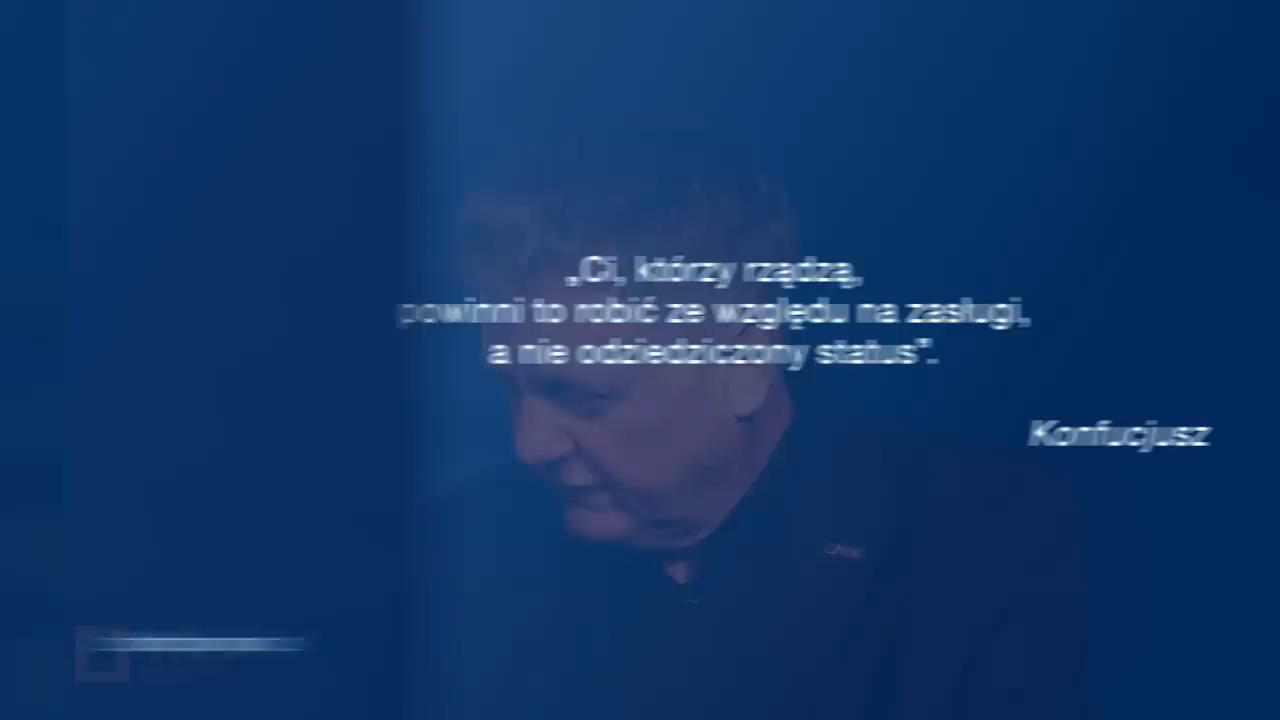 „Ci, którzy rządzą,
powinni to robić ze względu na zasługi,
a nie odziedziczony status”.
Konfucjusz